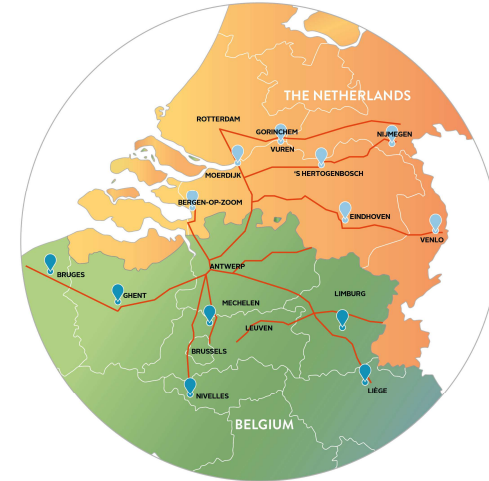 THE NETHERLANDS
ROTTERDAM
GORINCHEM
NIJMEGEN
VUREN
MOERDIJK
'S HERTOGENBOSCH
BERGEN-OP-ZOOM
EINDHOVEN
VENLO
ANTWERP
BRUGES
GHENT
LIMBURG
MECHELEN
LEUVEN
BRUSSELS
LIÈGE
NIVELLES
BELGIUM